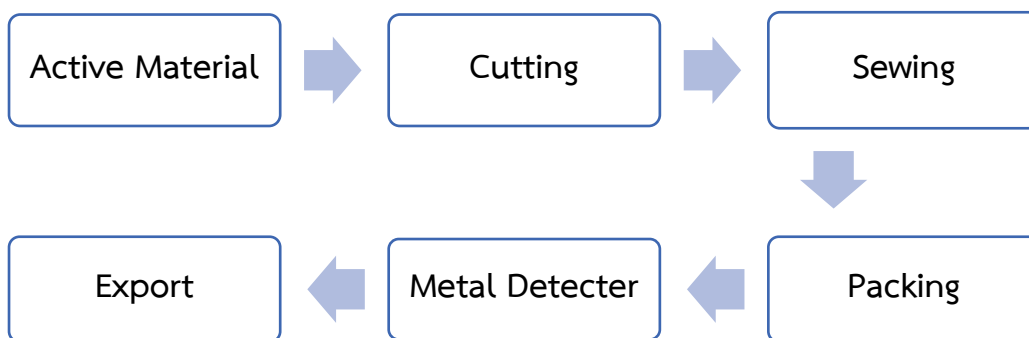 Active Material
Cutting
Sewing
Packing
Metal Detecter
Export